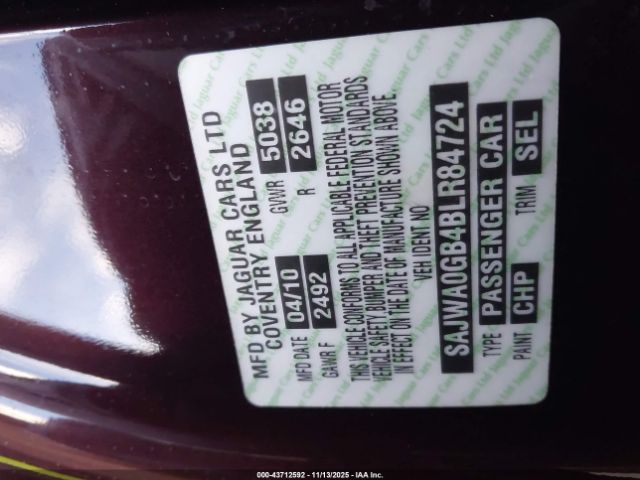 MFD BY JAGUAR CARS LTD
COVENTRY ENGLAND
MFD DATE 04/10 GVWR 5038
GAWR F 2492 R 2646
THIS VEHICLE CONFORMS TO ALL APPLICABLE FEDERAL MOTOR
VEHICLE SAFETY, BUMPER AND THEFT PREVENTION STANDARDS
IN EFFECT ON THE DATE OF MANUFACTURE SHOWN ABOVE.
VEH IDENT NO
SAJWA0GB4BLR84724
TYPE PASSENGER CAR
PAINT CHP TRIM SEL
000-43712592 - 11/13/2025 - IAA Inc.